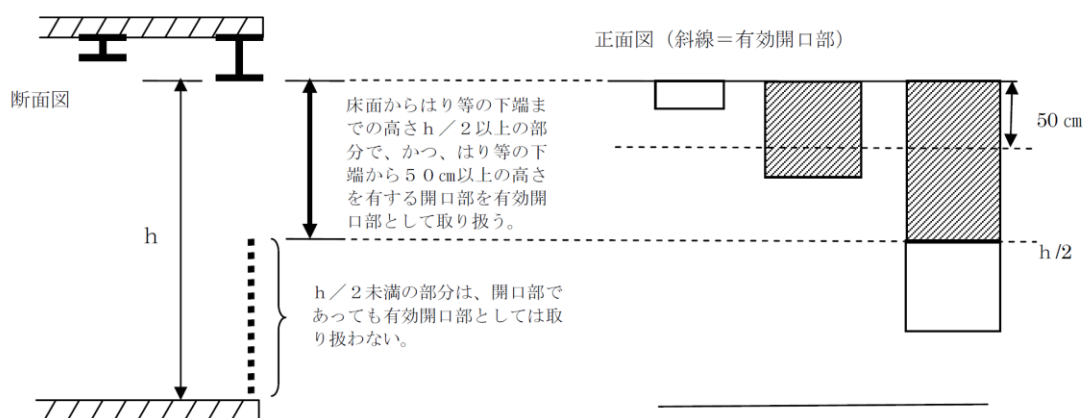 正面図（斜線＝有効開口部）
断面図
床面からはり等の下端ま
での高さｈ／２以上の部
分で、かつ、はり等の下
端から５０㎝以上の高さ
を有する開口部を有効開
口部として取り扱う。
50 ㎝
ｈ
ｈ/2
ｈ／２未満の部分は、開口部で
あっても有効開口部としては取
り扱わない。